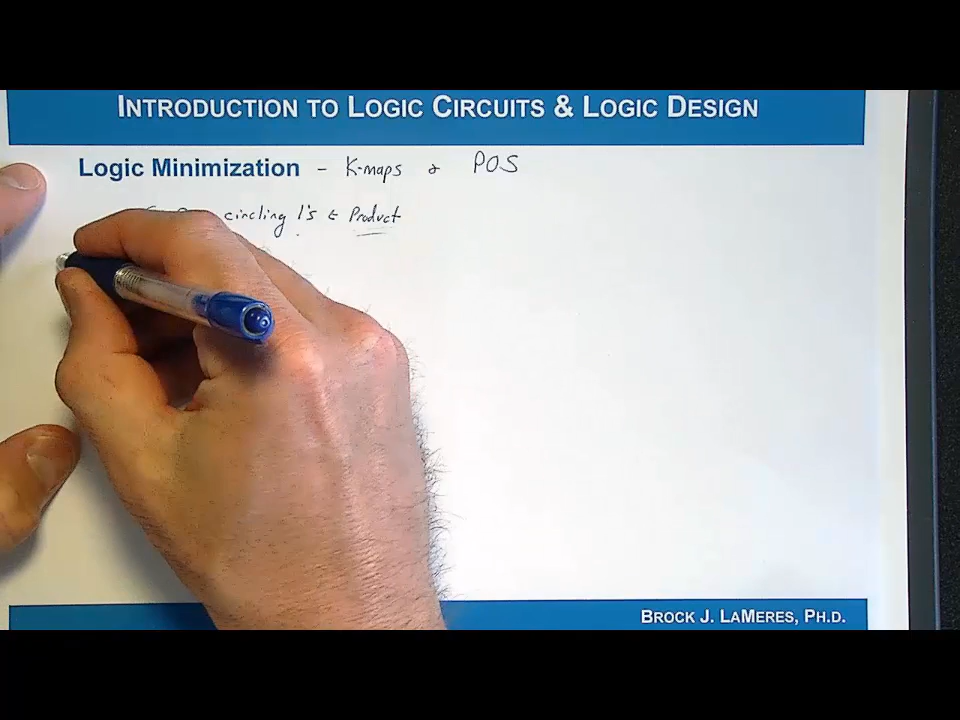 INTRODUCTION TO LOGIC CIRCUITS & LOGIC DESIGN
Logic Minimization - K-maps & POS
circling 1's & Product
BROCK J. LAMERES, PH.D.